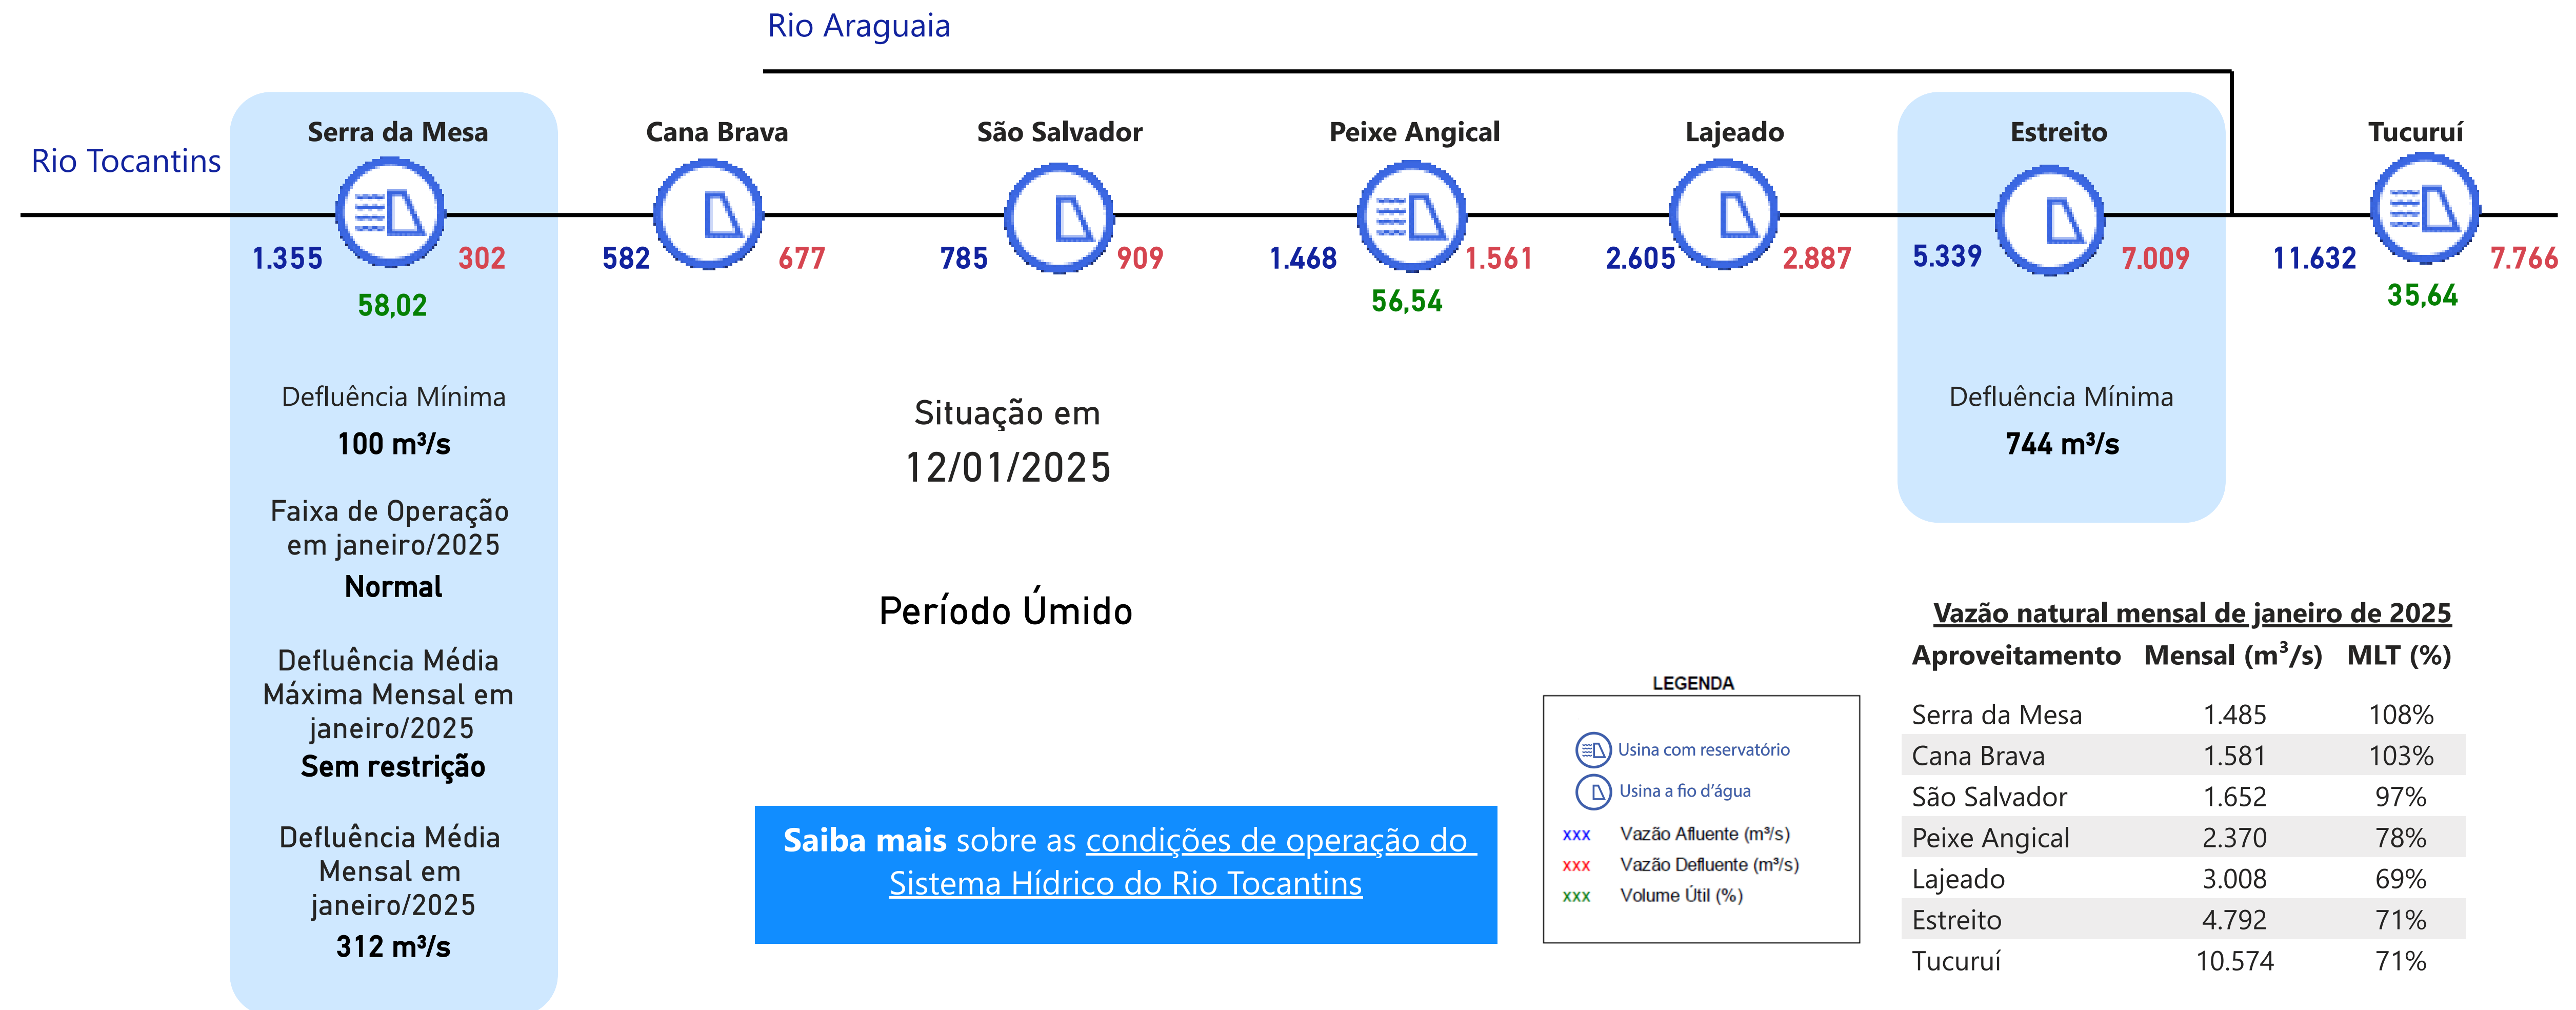 Rio Araguaia
Rio Tocantins
Serra da Mesa
Cana Brava
São Salvador
Peixe Angical
Lajeado
Estreito
Tucuruí
1.355
302
582
677
785
909
1.468
1.561
2.605
2.887
5.339
7.009
11.632
7.766
58,02
56,54
35,64
Defluência Mínima
100 m³/s
Faixa de Operação
em janeiro/2025
Normal
Defluência Média
Máxima Mensal em
janeiro/2025
Sem restrição
Defluência Média
Mensal em
janeiro/2025
312 m³/s
Situação em
12/01/2025
Período Úmido
Defluência Mínima
744 m³/s
Saiba mais sobre as condições de operação do
Sistema Hídrico do Rio Tocantins
LEGENDA
Usina com reservatório
Usina a fio d'água
xxx Vazão Afluente (m³/s)
xxx Vazão Defluente (m³/s)
xxx Volume Útil (%)
Vazão natural mensal de janeiro de 2025
Aproveitamento Mensal (m³/s) MLT (%)
Serra da Mesa 1.485 108%
Cana Brava 1.581 103%
São Salvador 1.652 97%
Peixe Angical 2.370 78%
Lajeado 3.008 69%
Estreito 4.792 71%
Tucuruí 10.574 71%